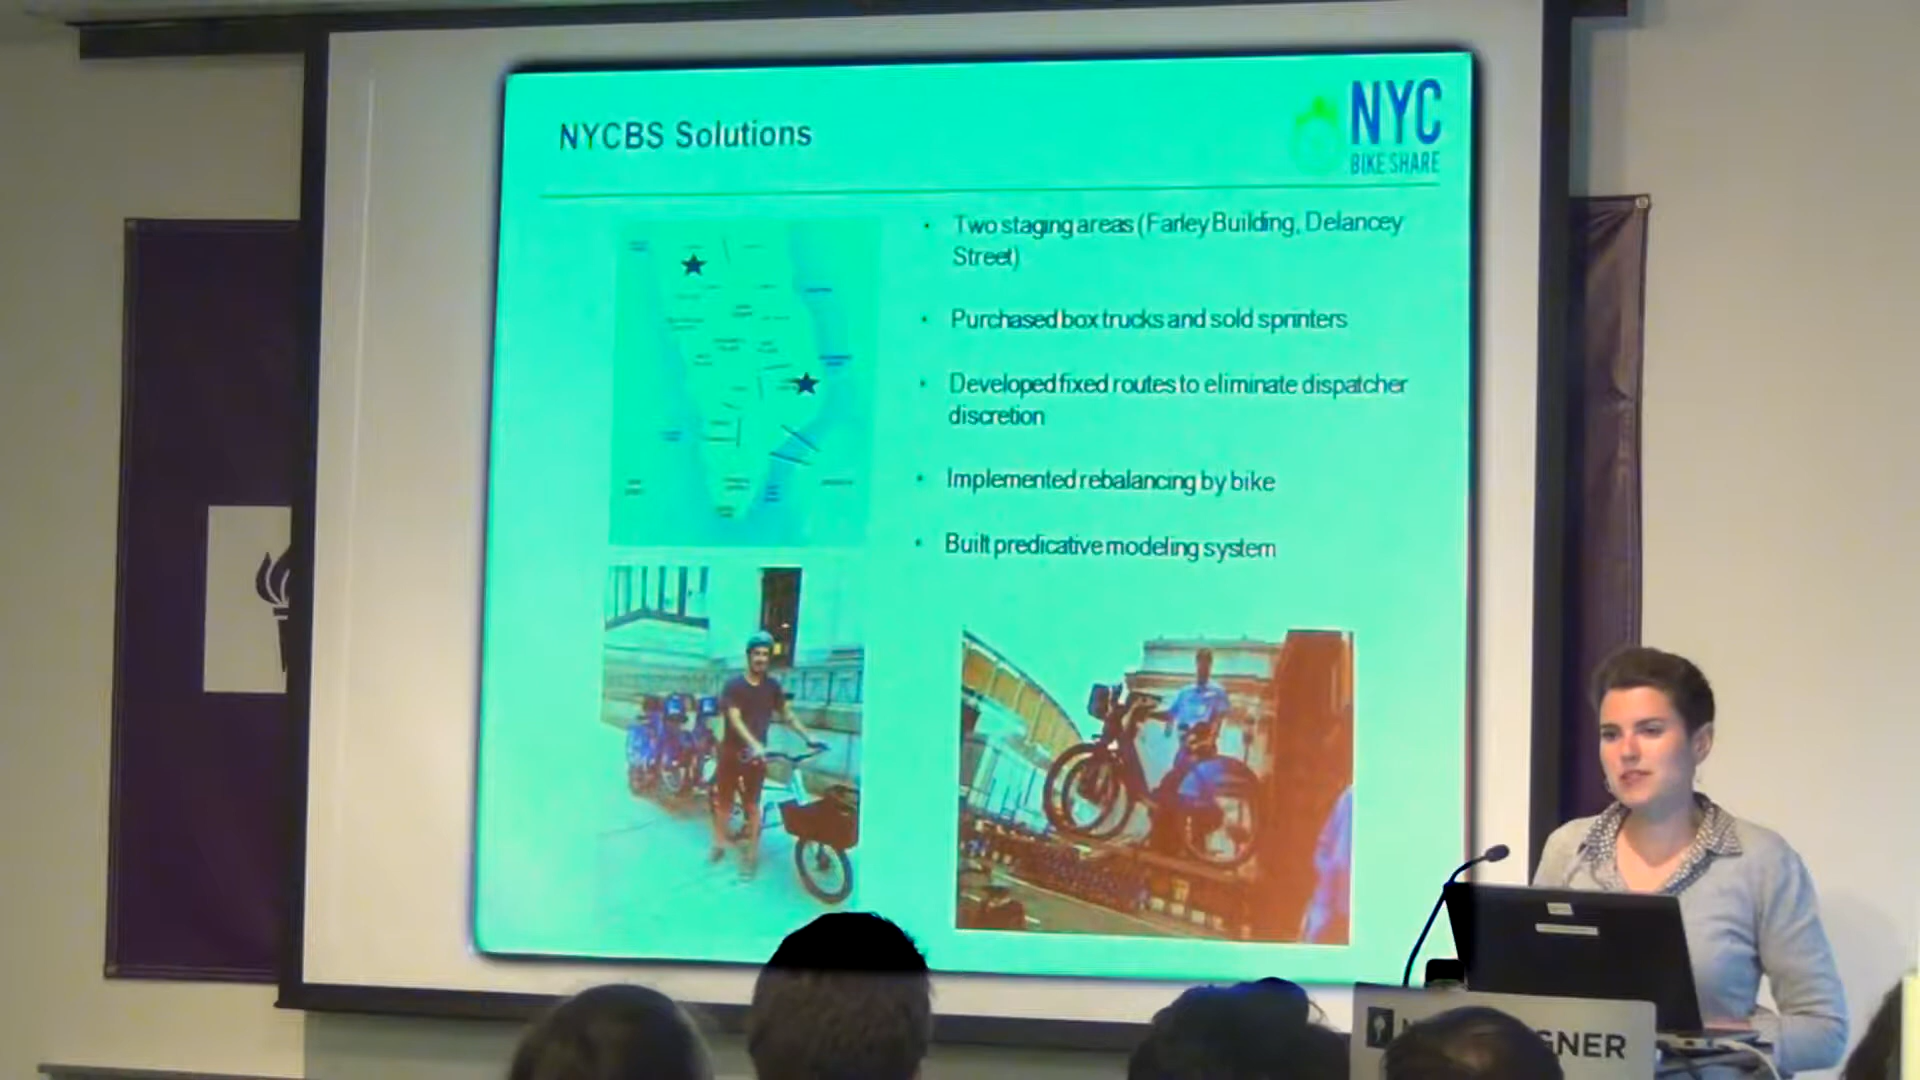 NYCBS Solutions
NYC
BIKE SHARE
• Two staging areas (Farley Building, Delancey
Street)
• Purchased box trucks and sold sprinters
• Developed fixed routes to eliminate dispatcher
discretion
• Implemented rebalancing by bike
• Built predicative modeling system
GNER